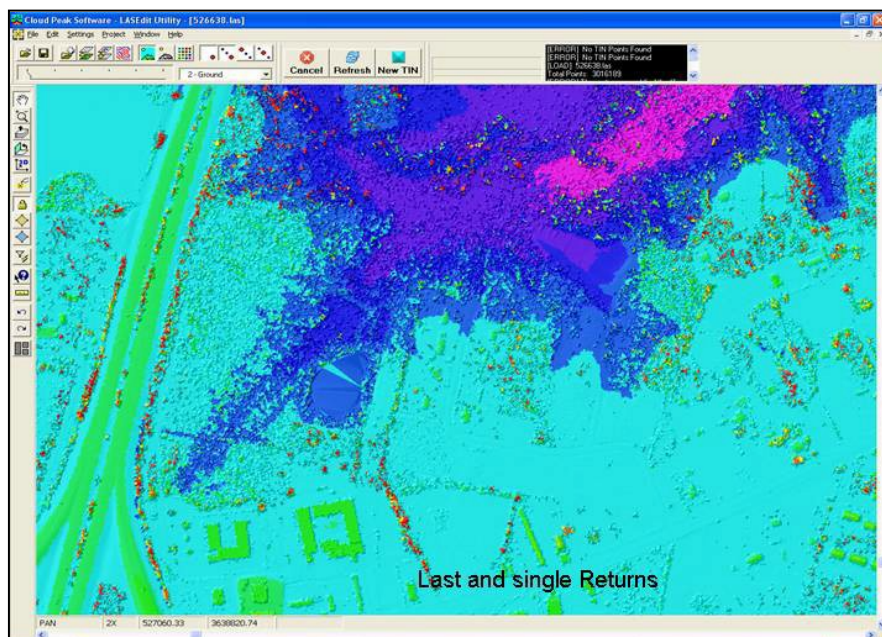 Cloud Peak Software - LASEdit Utility - [526638.las]
File Edit Settings Project Window Help
2 - Ground
Cancel Refresh New TIN
[ERROR] No TIN Points Found
[ERROR] No TIN Points Found
[LOAD] 526638.las
Total Points: 3016189
Last and single Returns
PAN 2X 527060.33 3638820.74